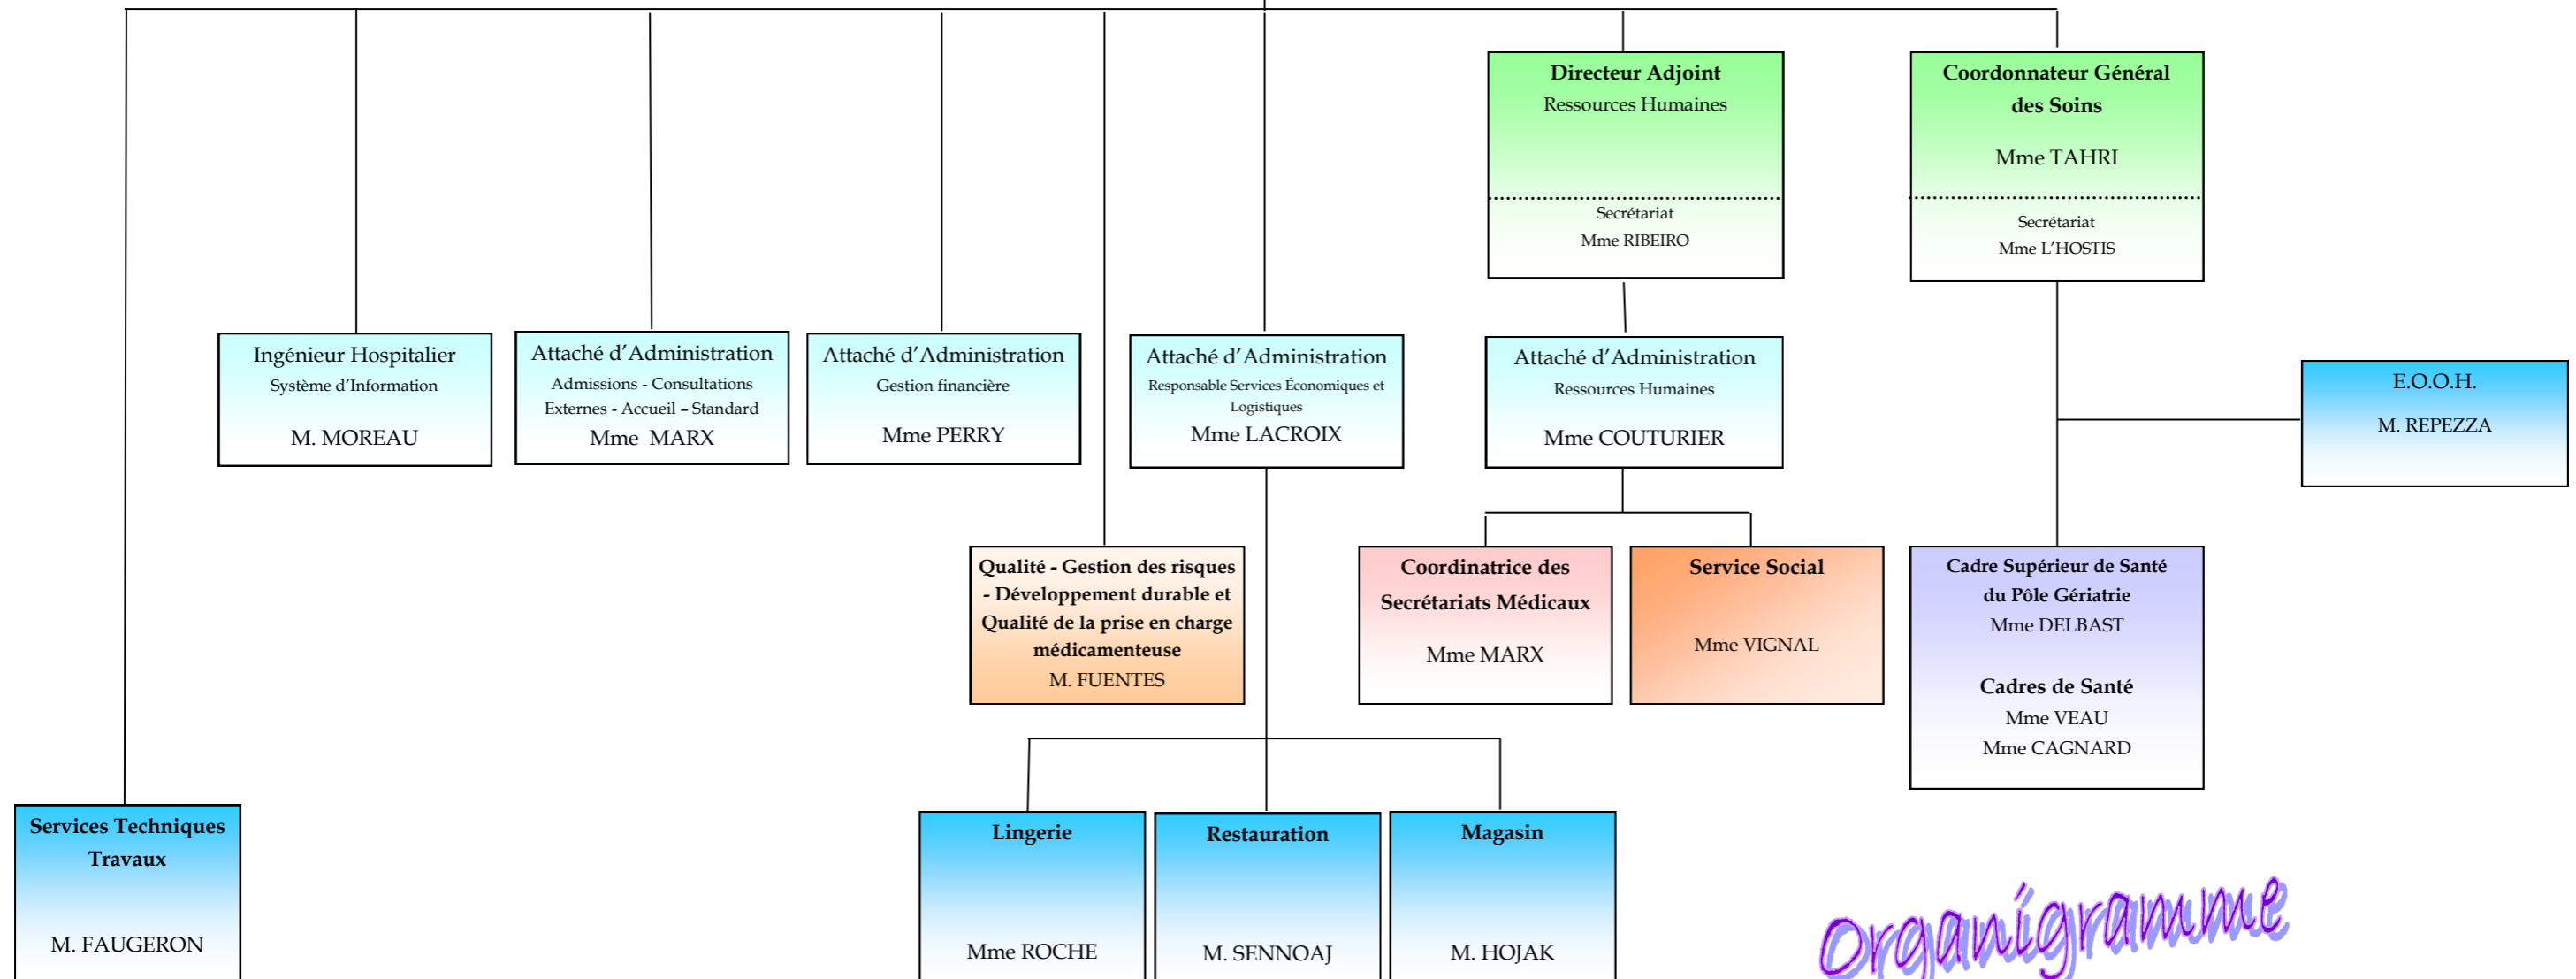 Directeur Adjoint
Ressources Humaines
Secrétariat
Mme RIBEIRO
Coordonnateur Général
des Soins
Mme TAHRI
Secrétariat
Mme L’HOSTIS
Ingénieur Hospitalier
Système d’Information
M. MOREAU
Attaché d’Administration
Admissions - Consultations
Externes - Accueil – Standard
Mme MARX
Attaché d’Administration
Gestion financière
Mme PERRY
Attaché d’Administration
Responsable Services Économiques et
Logistiques
Mme LACROIX
Attaché d’Administration
Ressources Humaines
Mme COUTURIER
E.O.O.H.
M. REPEZZA
Qualité - Gestion des risques
- Développement durable et
Qualité de la prise en charge
médicamenteuse
M. FUENTES
Coordinatrice des
Secrétariats Médicaux
Mme MARX
Service Social
Mme VIGNAL
Cadre Supérieur de Santé
du Pôle Gériatrie
Mme DELBAST
Cadres de Santé
Mme VEAU
Mme CAGNARD
Services Techniques
Travaux
M. FAUGERON
Lingerie
Mme ROCHE
Restauration
M. SENNOAJ
Magasin
M. HOJAK
Organigramme